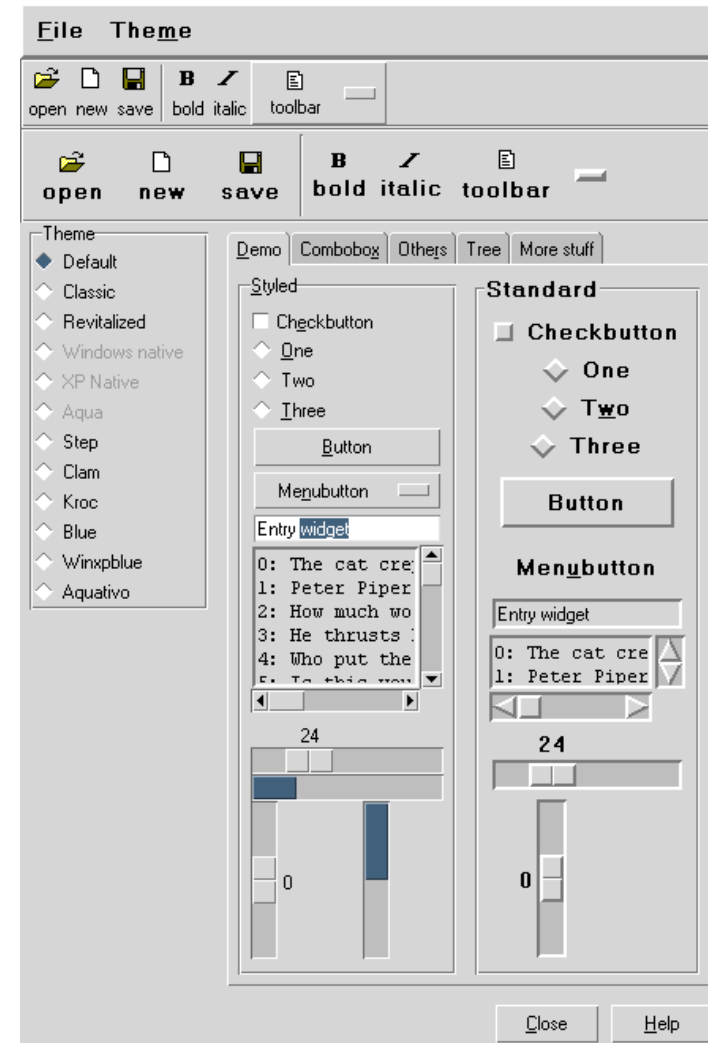 File Theme
open new save bold italic toolbar
open new save bold italic toolbar
Theme
Default
Classic
Revitalized
Windows native
XP Native
Aqua
Step
Clam
Kroc
Blue
Winxpblue
Aquativo
Demo Combobox Others Tree More stuff
Styled
Checkbutton
One
Two
Three
Button
Menubutton
Entry widget
0: The cat cre
1: Peter Piper
2: How much wo
3: He thrusts
4: Who put the
5: Is this you
24
0
Standard
Checkbutton
One
Two
Three
Button
Menubutton
Entry widget
0: The cat cre
1: Peter Piper
24
0
Close Help